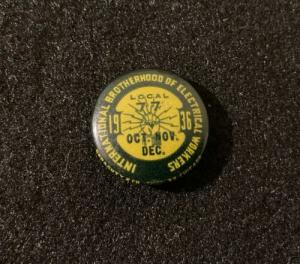 INTERNATIONAL BROTHERHOOD OF ELECTRICAL WORKERS
LOCAL
77
19 36
OCT. NOV.
DEC.